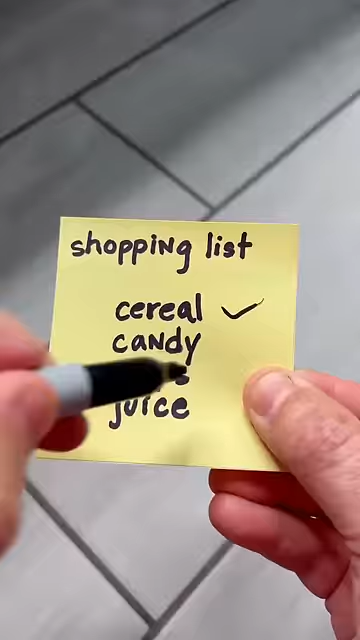 shopping list
cereal ✓
candy
juice